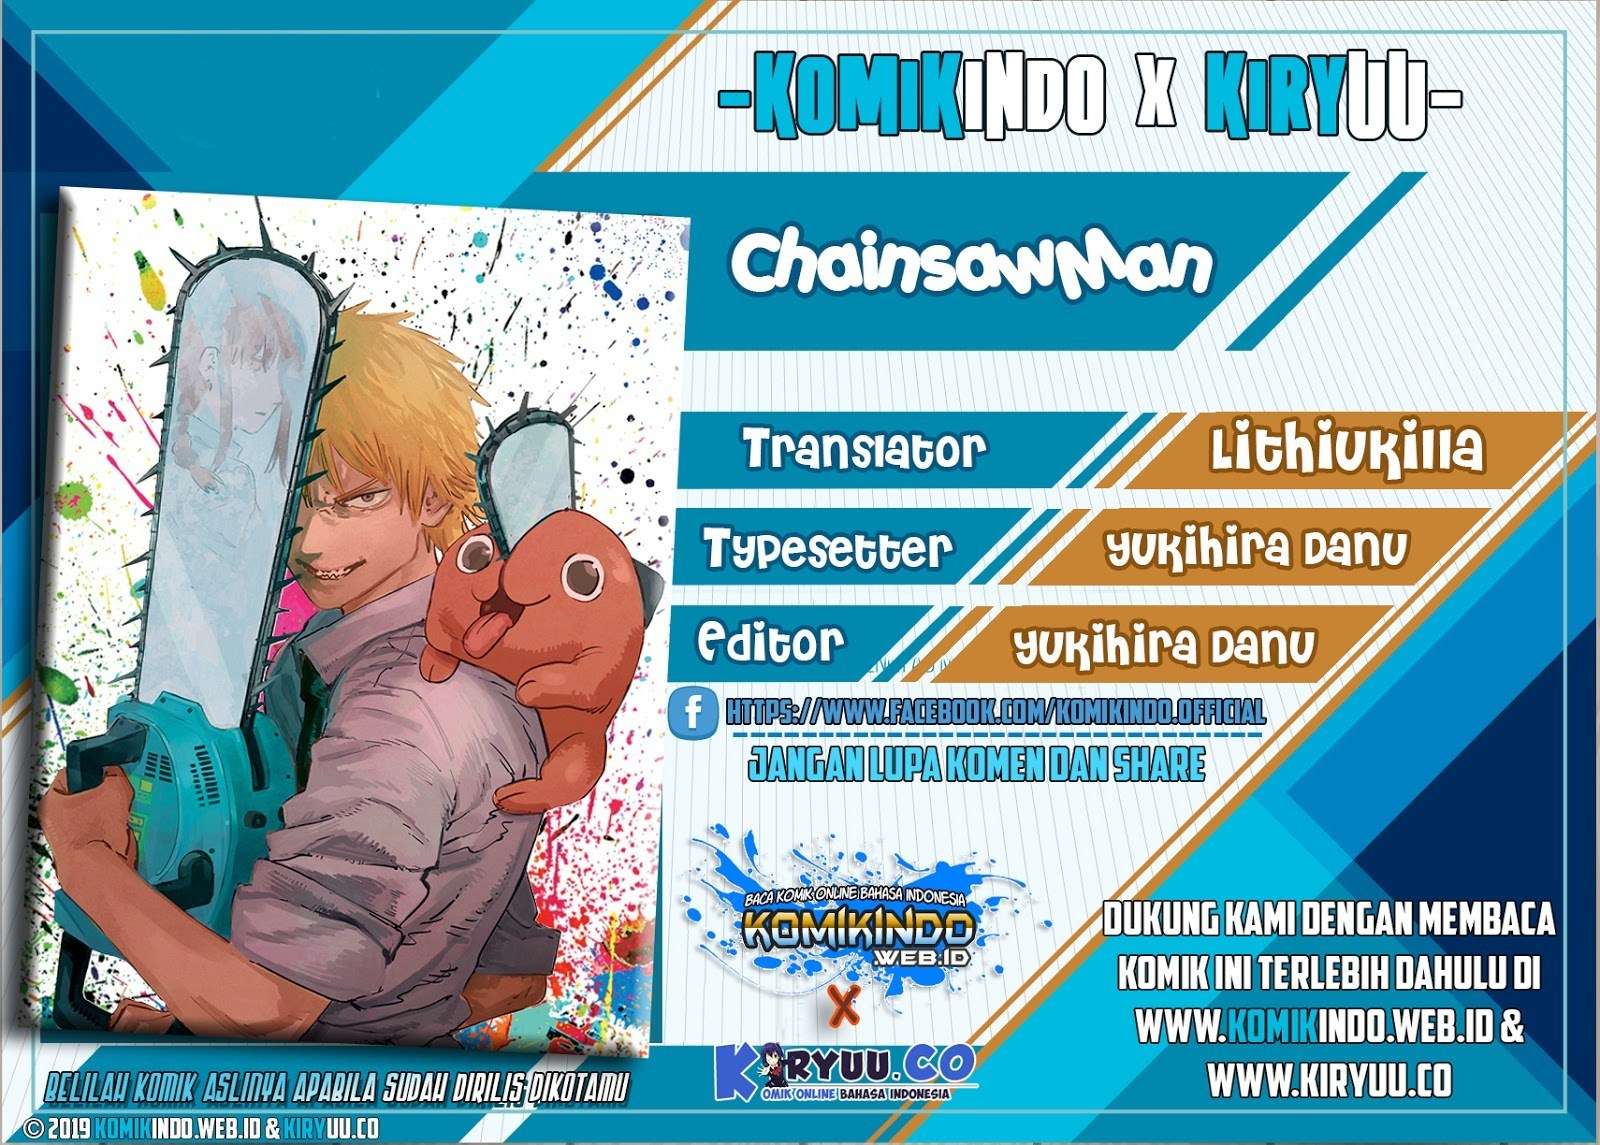 -KOMIKINDO X KIRYUU-
ChainsawMan
Translator
Lithiukilla
Typesetter
yukihira Danu
Editor
yukihira Danu
f HTTPS://WWW.FACEBOOK.COM/KOMIKINDO.OFFICIAL
JANGAN LUPA KOMEN DAN SHARE
BACA KOMIK ONLINE BAHASA INDONESIA
KOMIKINDO
.WEB.ID
X
KIRYUU.CO
OMIK ONLINE BAHASA INDONESIA
DUKUNG KAMI DENGAN MEMBACA
KOMIK INI TERLEBIH DAHULU DI
WWW.KOMIKINDO.WEB.ID &
WWW.KIRYUU.CO
BELILAH KOMIK ASLINYA APABILA SUDAH DIRILIS DIKOTAMU
© 2019 KOMIKINDO.WEB.ID & KIRYUU.CO